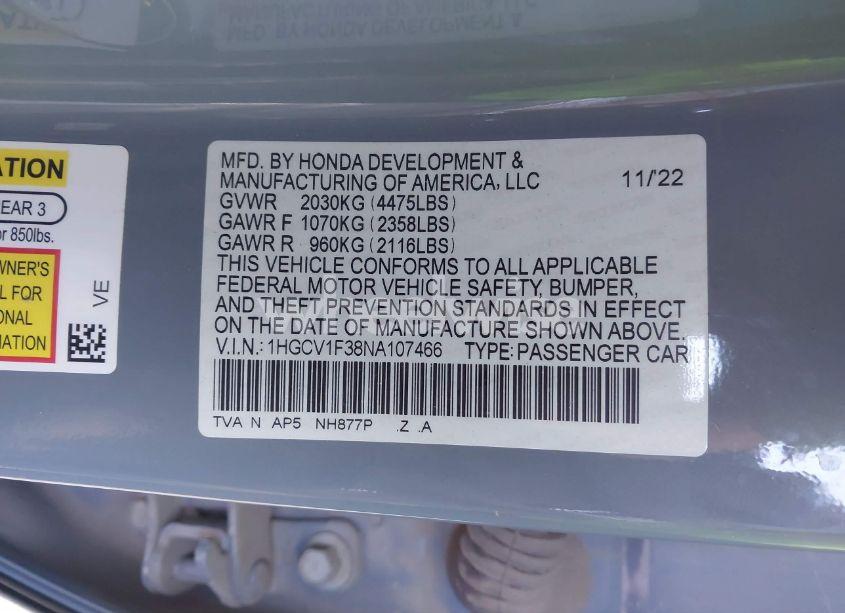 MFD. BY HONDA DEVELOPMENT &
MANUFACTURING OF AMERICA, LLC 11/'22
GVWR 2030KG (4475LBS)
GAWR F 1070KG (2358LBS)
GAWR R 960KG (2116LBS)
THIS VEHICLE CONFORMS TO ALL APPLICABLE
FEDERAL MOTOR VEHICLE SAFETY, BUMPER,
AND THEFT PREVENTION STANDARDS IN EFFECT
ON THE DATE OF MANUFACTURE SHOWN ABOVE.
V.I.N.: 1HGCV1F38NA107466 TYPE: PASSENGER CAR
TVA N AP5 NH877P .Z .A
ATION
EAR 3
or 850lbs.
WNER'S
L FOR
ONAL
MATION
VE